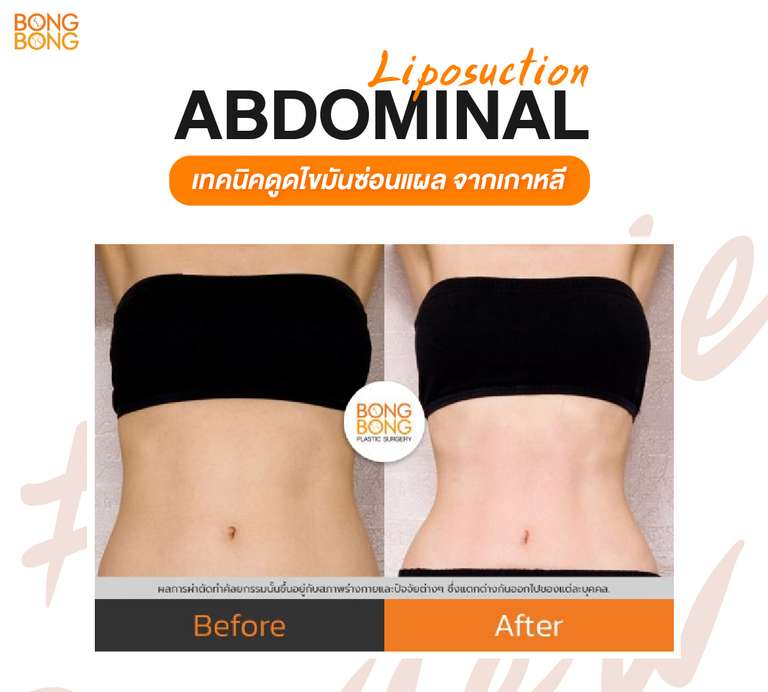 BONG
BONG
Liposuction
ABDOMINAL
เทคนิคดูดไขมันซ่อนแผล จากเกาหลี
BONG
BONG
PLASTIC SURGERY
ผลการผ่าตัดทำศัลยกรรมนั้นขึ้นอยู่กับสภาพร่างกายและปัจจัยต่างๆ ซึ่งแตกต่างกันออกไปของแต่ละบุคคล.
Before
After